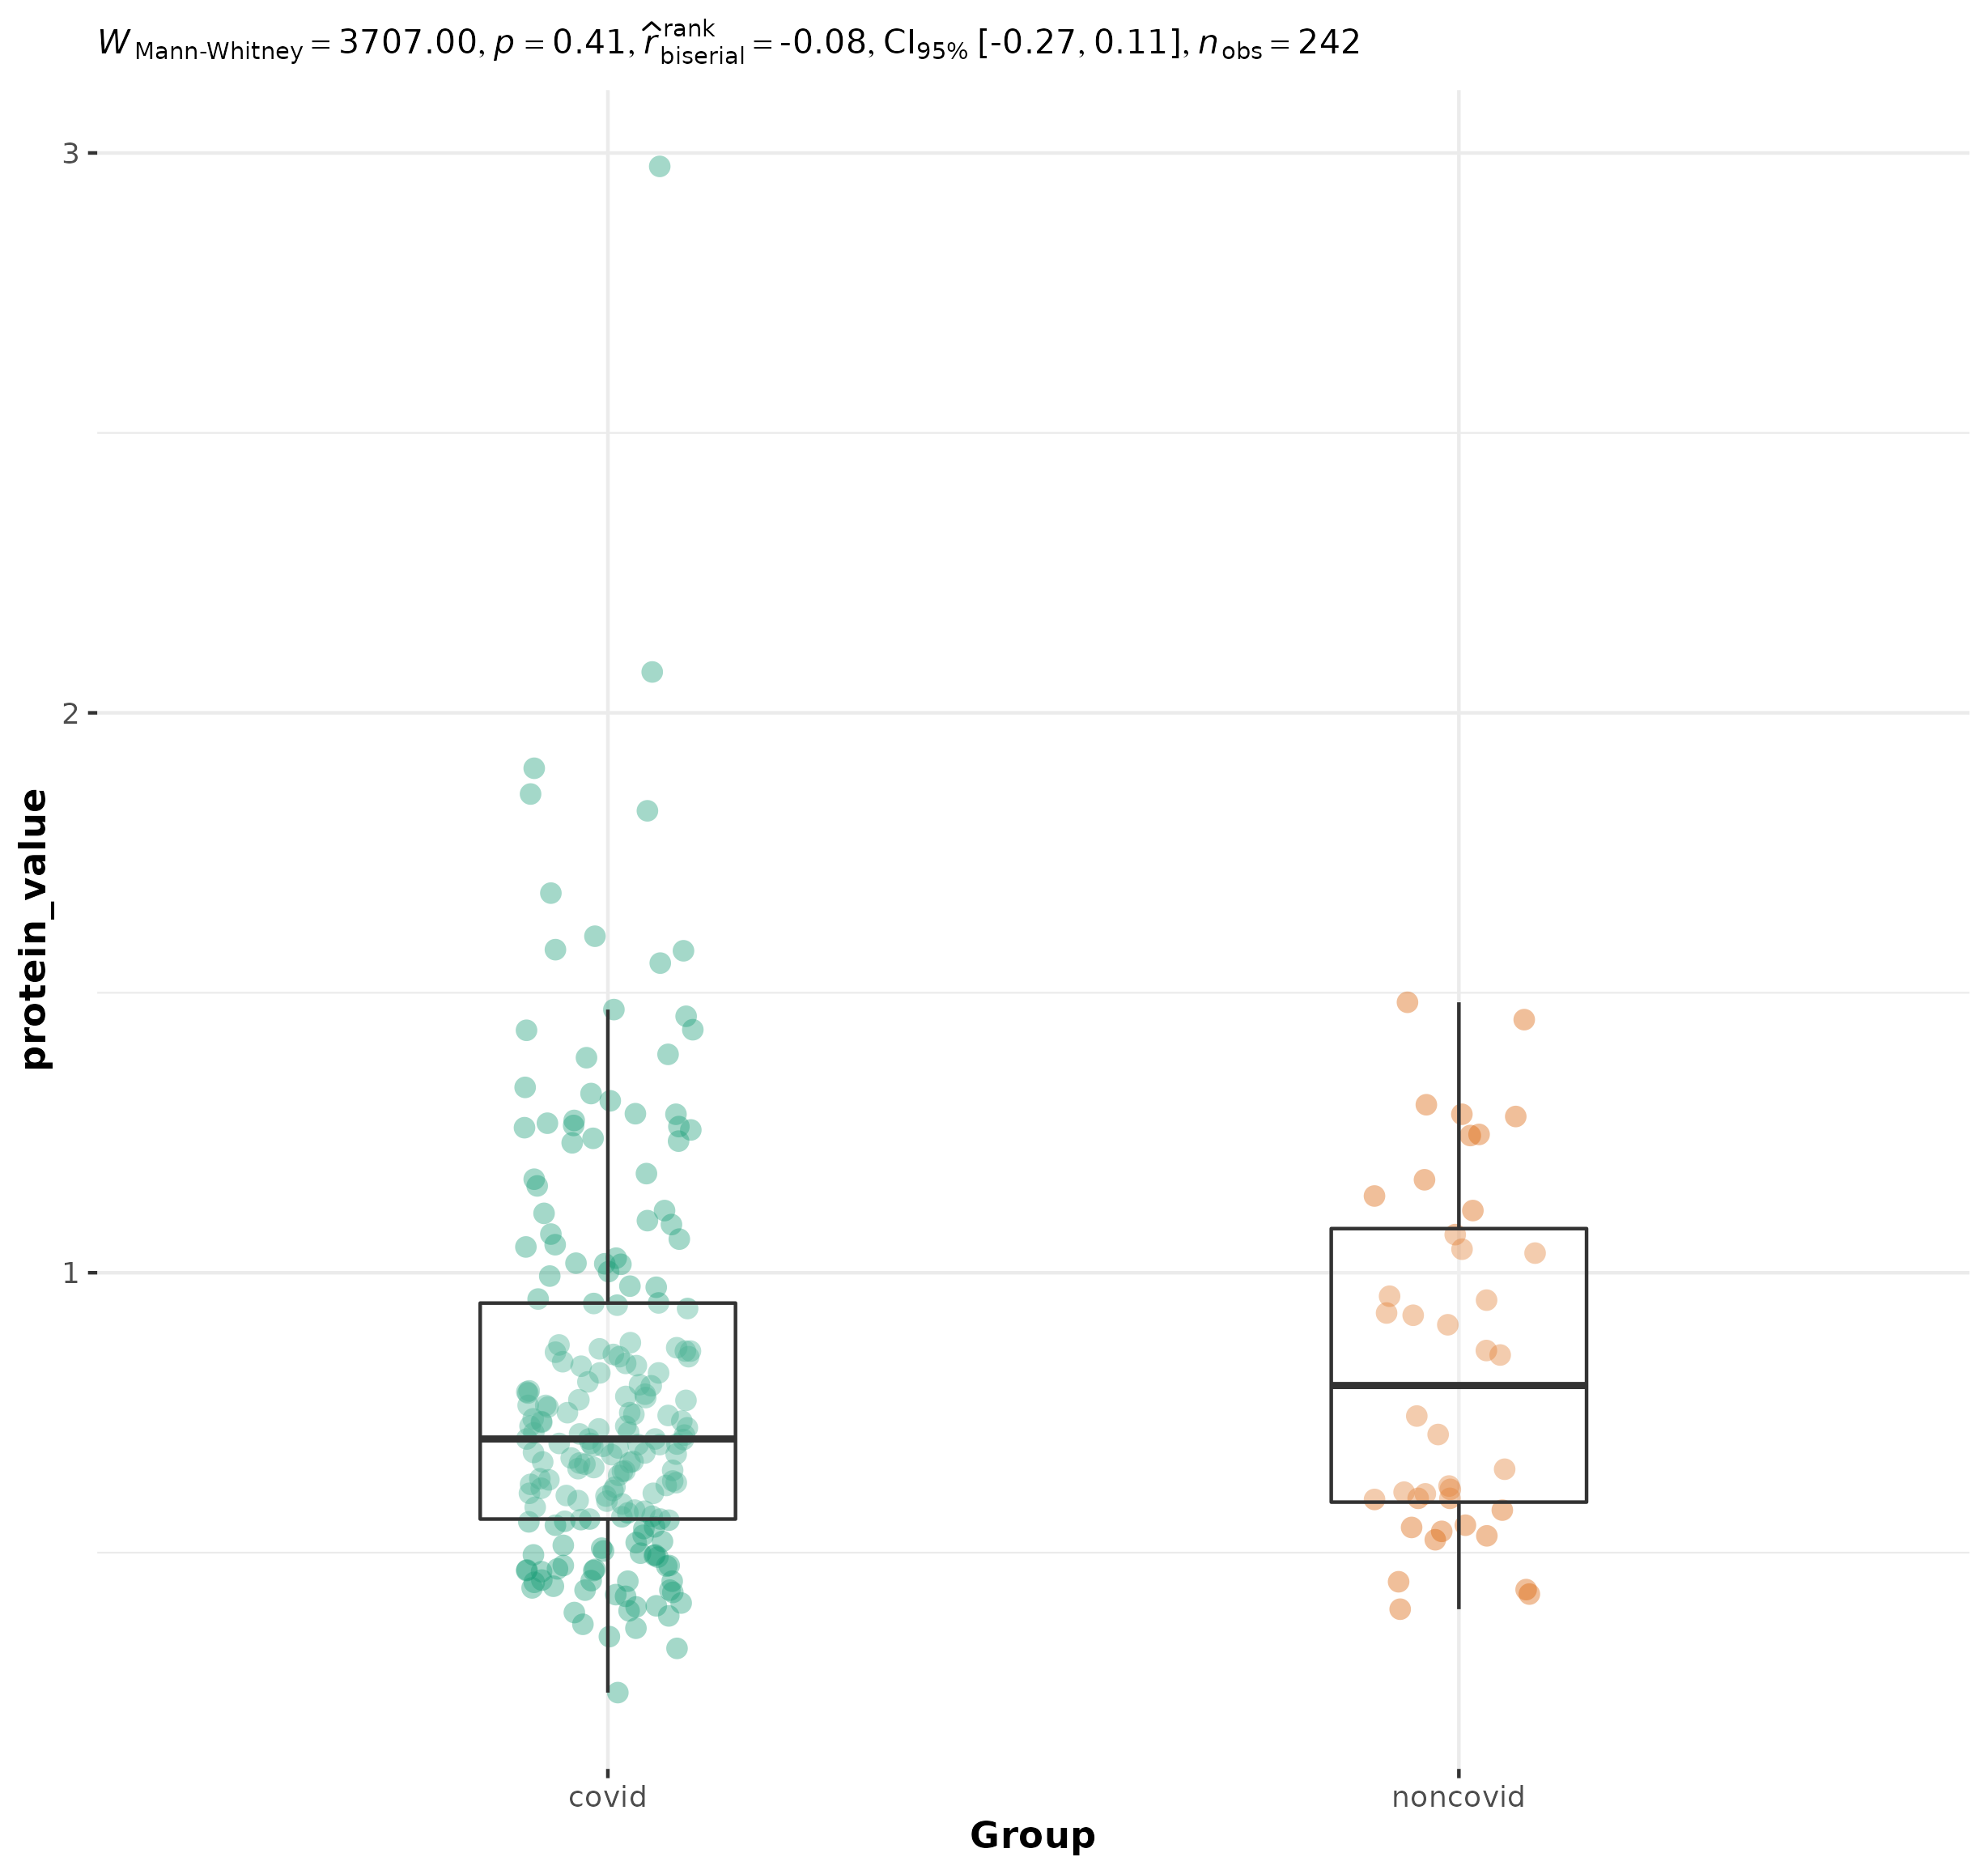 W Mann-Whitney = 3707.00, p = 0.41, r̂ rank biserial = -0.08, CI95% [-0.27, 0.11], nobs = 242
3
2
1
protein_value
covid noncovid
Group